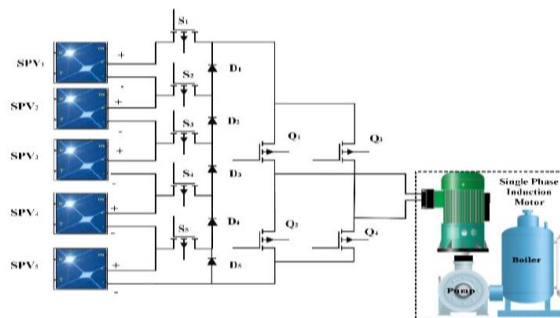 S1
SPV1
+
-
S2
D1
SPV2
+
-
S3
D2
SPV3
+
-
Q1
Q3
S4
D3
SPV4
+
-
S5
D4
Q2
Q4
SPV5
+
-
D5
Single Phase
Induction
Motor
Boiler
Pump